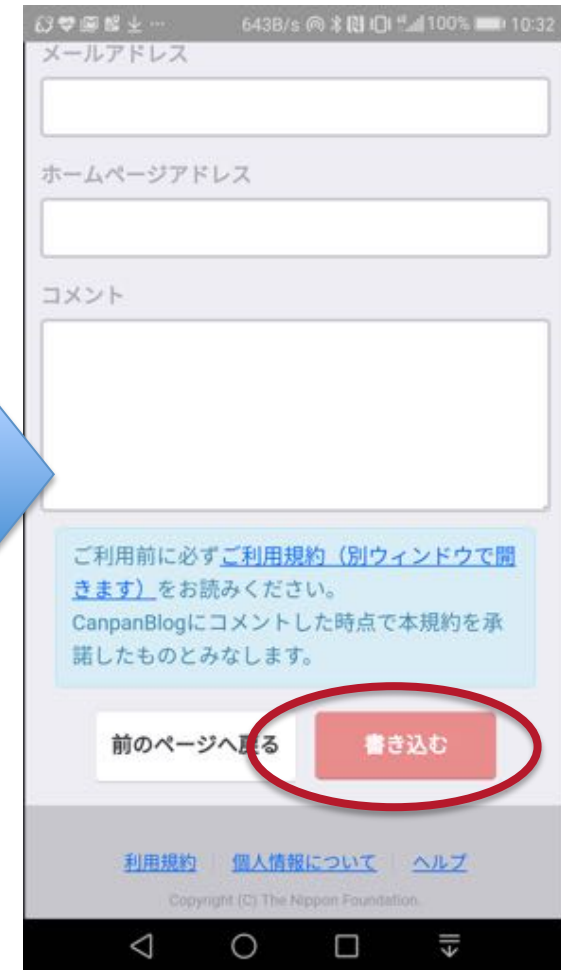 643B/s 100% 10:32
メールアドレス
ホームページアドレス
コメント
ご利用前に必ずご利用規約（別ウィンドウで開
きます）をお読みください。
CanpanBlogにコメントした時点で本規約を承
諾したものとみなします。
前のページへ戻る 書き込む
利用規約 個人情報について ヘルプ
Copyright (C) The Nippon Foundation.